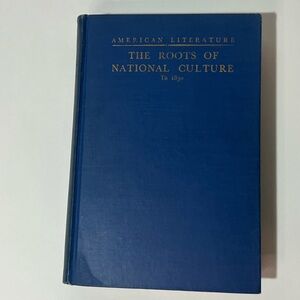 AMERICAN LITERATURE
THE ROOTS OF
NATIONAL CULTURE
To 1830